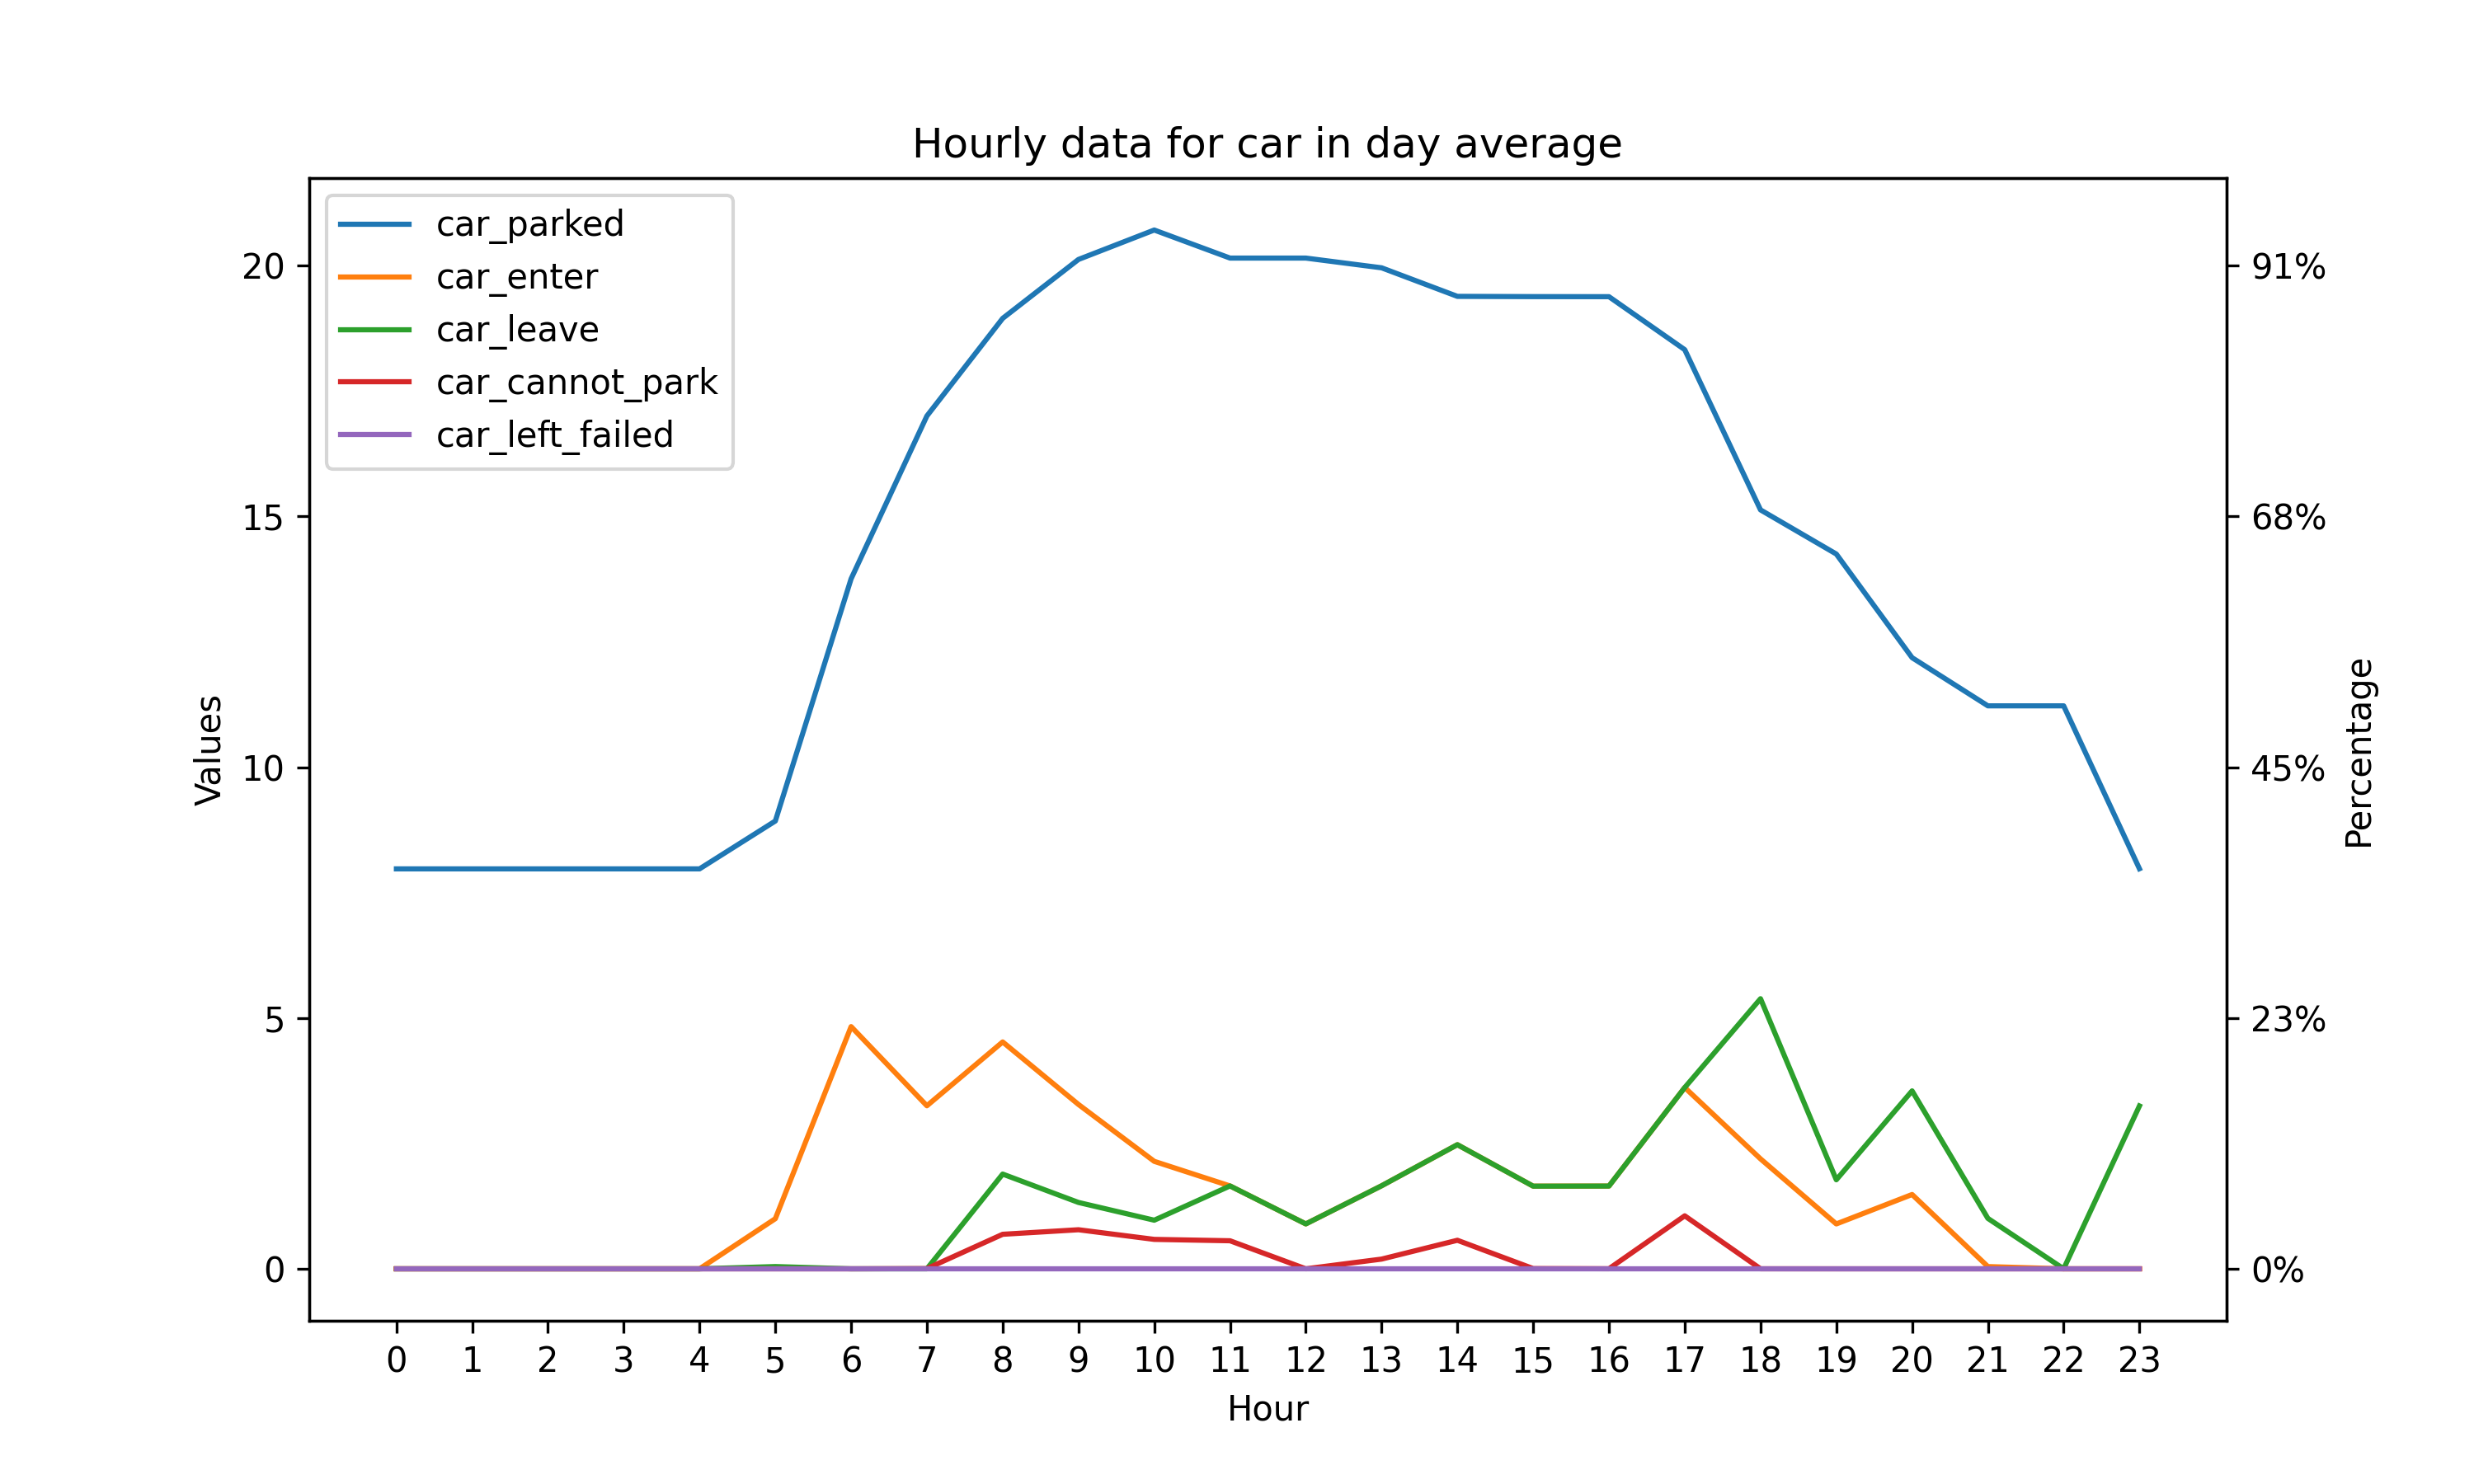 Hourly data for car in day average
car_parked
car_enter
car_leave
car_cannot_park
car_left_failed
20
15
10
5
0
Values
91%
68%
45%
23%
0%
Percentage
0 1 2 3 4 5 6 7 8 9 10 11 12 13 14 15 16 17 18 19 20 21 22 23
Hour